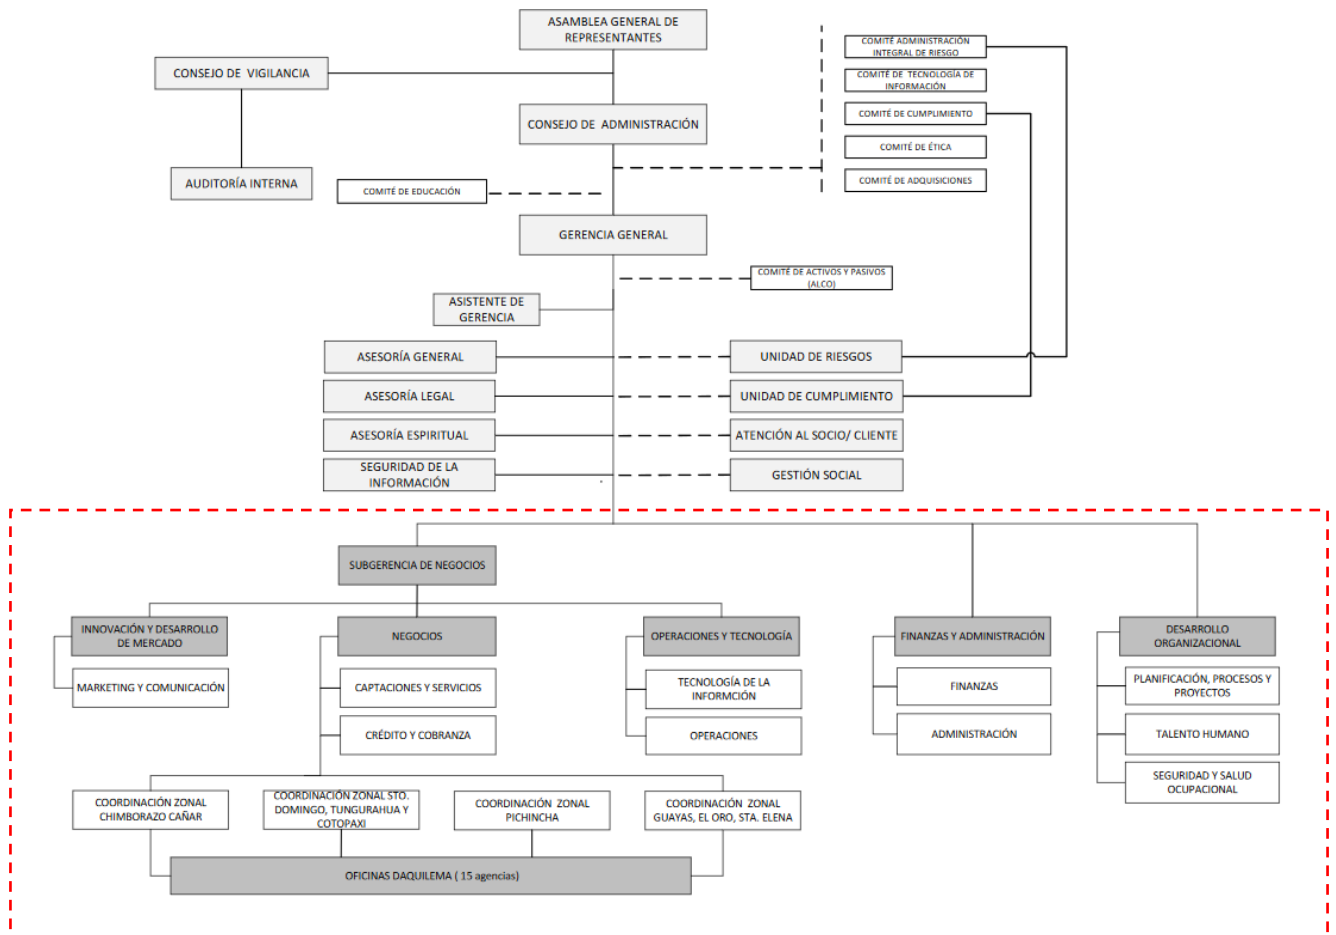 ASAMBLEA GENERAL DE
REPRESENTANTES
COMITÉ ADMINISTRACIÓN
INTEGRAL DE RIESGO
CONSEJO DE VIGILANCIA
COMITÉ DE TECNOLOGÍA DE
INFORMACIÓN
CONSEJO DE ADMINISTRACIÓN
COMITÉ DE CUMPLIMIENTO
COMITÉ DE ÉTICA
AUDITORÍA INTERNA
COMITÉ DE EDUCACIÓN
COMITÉ DE ADQUISICIONES
GERENCIA GENERAL
COMITÉ DE ACTIVOS Y PASIVOS
(ALCO)
ASISTENTE DE
GERENCIA
ASESORÍA GENERAL
UNIDAD DE RIESGOS
ASESORÍA LEGAL
UNIDAD DE CUMPLIMIENTO
ASESORÍA ESPIRITUAL
ATENCIÓN AL SOCIO/ CLIENTE
SEGURIDAD DE LA
INFORMACIÓN
GESTIÓN SOCIAL
SUBGERENCIA DE NEGOCIOS
INNOVACIÓN Y DESARROLLO
DE MERCADO
NEGOCIOS
OPERACIONES Y TECNOLOGÍA
FINANZAS Y ADMINISTRACIÓN
DESARROLLO
ORGANIZACIONAL
MARKETING Y COMUNICACIÓN
CAPTACIONES Y SERVICIOS
TECNOLOGÍA DE LA
INFORMCIÓN
FINANZAS
PLANIFICACIÓN, PROCESOS Y
PROYECTOS
CRÉDITO Y COBRANZA
OPERACIONES
ADMINISTRACIÓN
TALENTO HUMANO
SEGURIDAD Y SALUD
OCUPACIONAL
COORDINACIÓN ZONAL
CHIMBORAZO CAÑAR
COORDINACIÓN ZONAL STO.
DOMINGO, TUNGURAHUA Y
COTOPAXI
COORDINACIÓN ZONAL
PICHINCHA
COORDINACIÓN ZONAL
GUAYAS, EL ORO, STA. ELENA
OFICINAS DAQUILEMA ( 15 agencias)